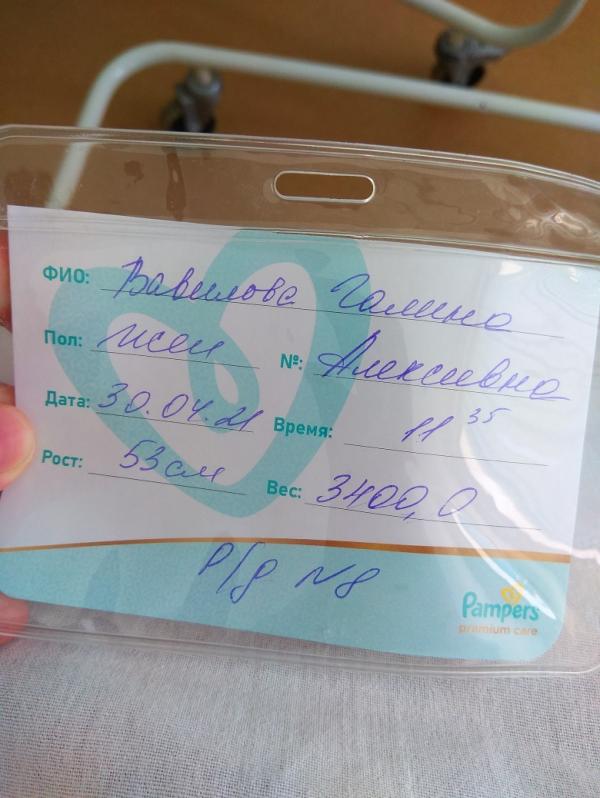 ФИО: Вавилова Галина
Пол: жен №: Алексеевна
Дата: 30.04.21 Время: 11 35
Рост: 53 см Вес: 3400,0
р/д №8
Pampers
premium care